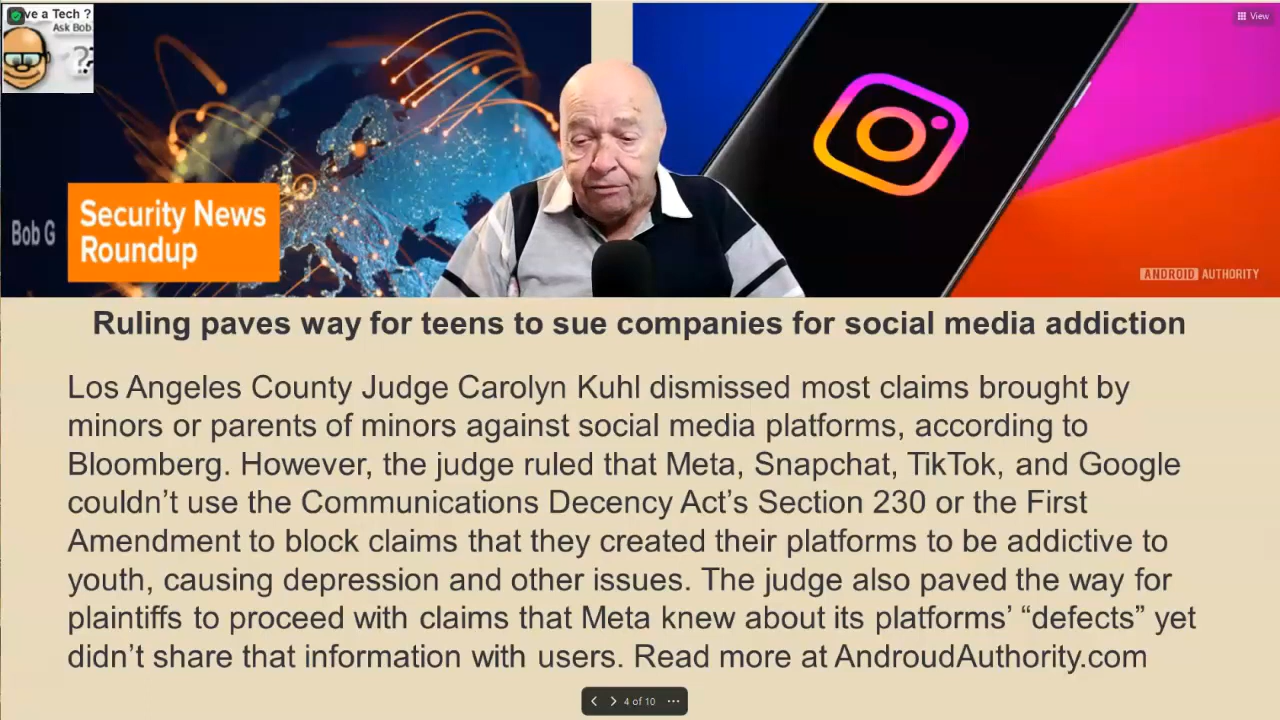 ve a Tech ?
Ask Bob
??
View
Bob G
Security News
Roundup
ANDROID AUTHORITY
Ruling paves way for teens to sue companies for social media addiction
Los Angeles County Judge Carolyn Kuhl dismissed most claims brought by
minors or parents of minors against social media platforms, according to
Bloomberg. However, the judge ruled that Meta, Snapchat, TikTok, and Google
couldn’t use the Communications Decency Act’s Section 230 or the First
Amendment to block claims that they created their platforms to be addictive to
youth, causing depression and other issues. The judge also paved the way for
plaintiffs to proceed with claims that Meta knew about its platforms’ “defects” yet
didn’t share that information with users. Read more at AndroudAuthority.com
4 of 10